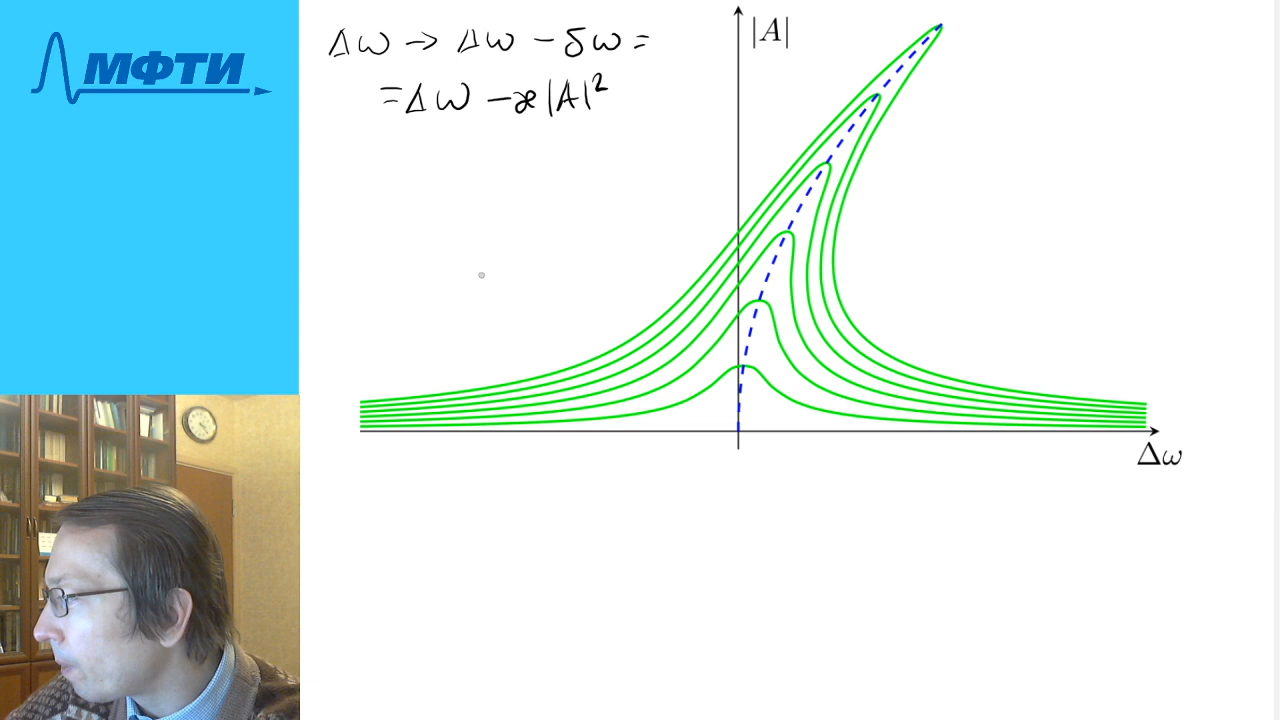 МФТИ
Δω → Δω − δω =
= Δω − æ|A|²
|A|
Δω